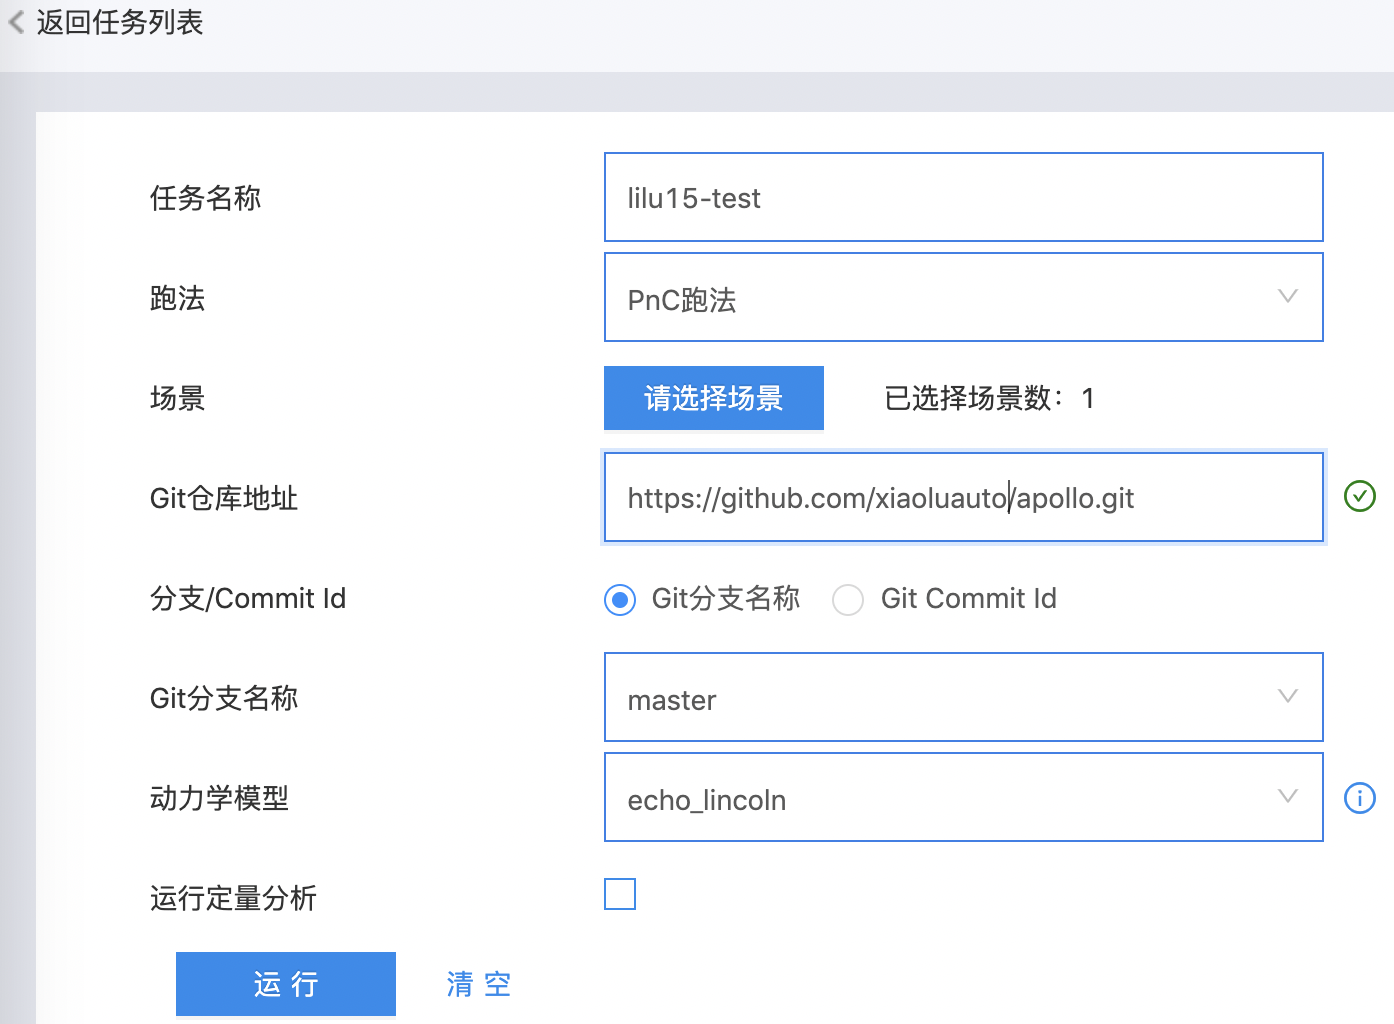 返回任务列表
任务名称 lilu15-test
跑法 PnC跑法
场景 请选择场景 已选择场景数：1
Git仓库地址 https://github.com/xiaoluauto/apollo.git
分支/Commit Id Git分支名称 Git Commit Id
Git分支名称 master
动力学模型 echo_lincoln
运行定量分析
运行 清空